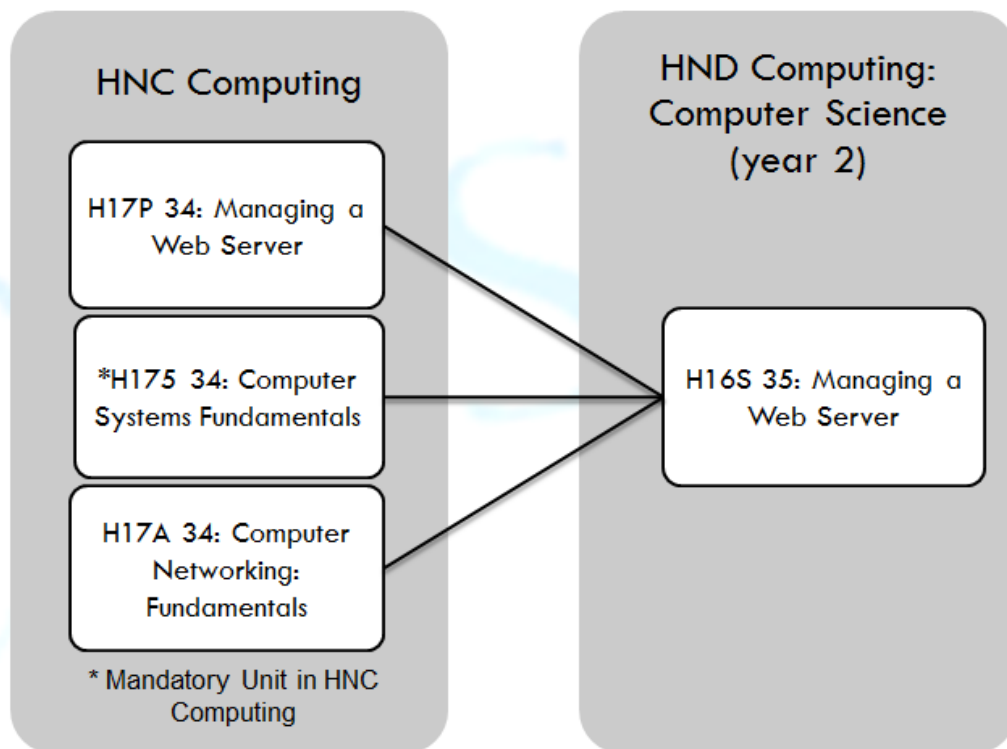 HNC Computing
H17P 34: Managing a
Web Server
*H175 34: Computer
Systems Fundamentals
H17A 34: Computer
Networking:
Fundamentals
* Mandatory Unit in HNC
Computing
HND Computing:
Computer Science
(year 2)
H16S 35: Managing a
Web Server